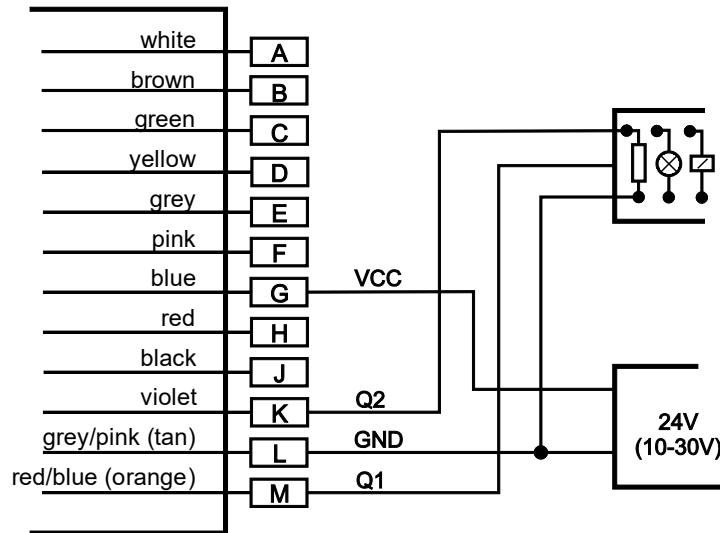 white A
brown B
green C
yellow D
grey E
pink F
blue G VCC
red H
black J
violet K Q2
grey/pink (tan) L GND
red/blue (orange) M Q1
24V
(10-30V)